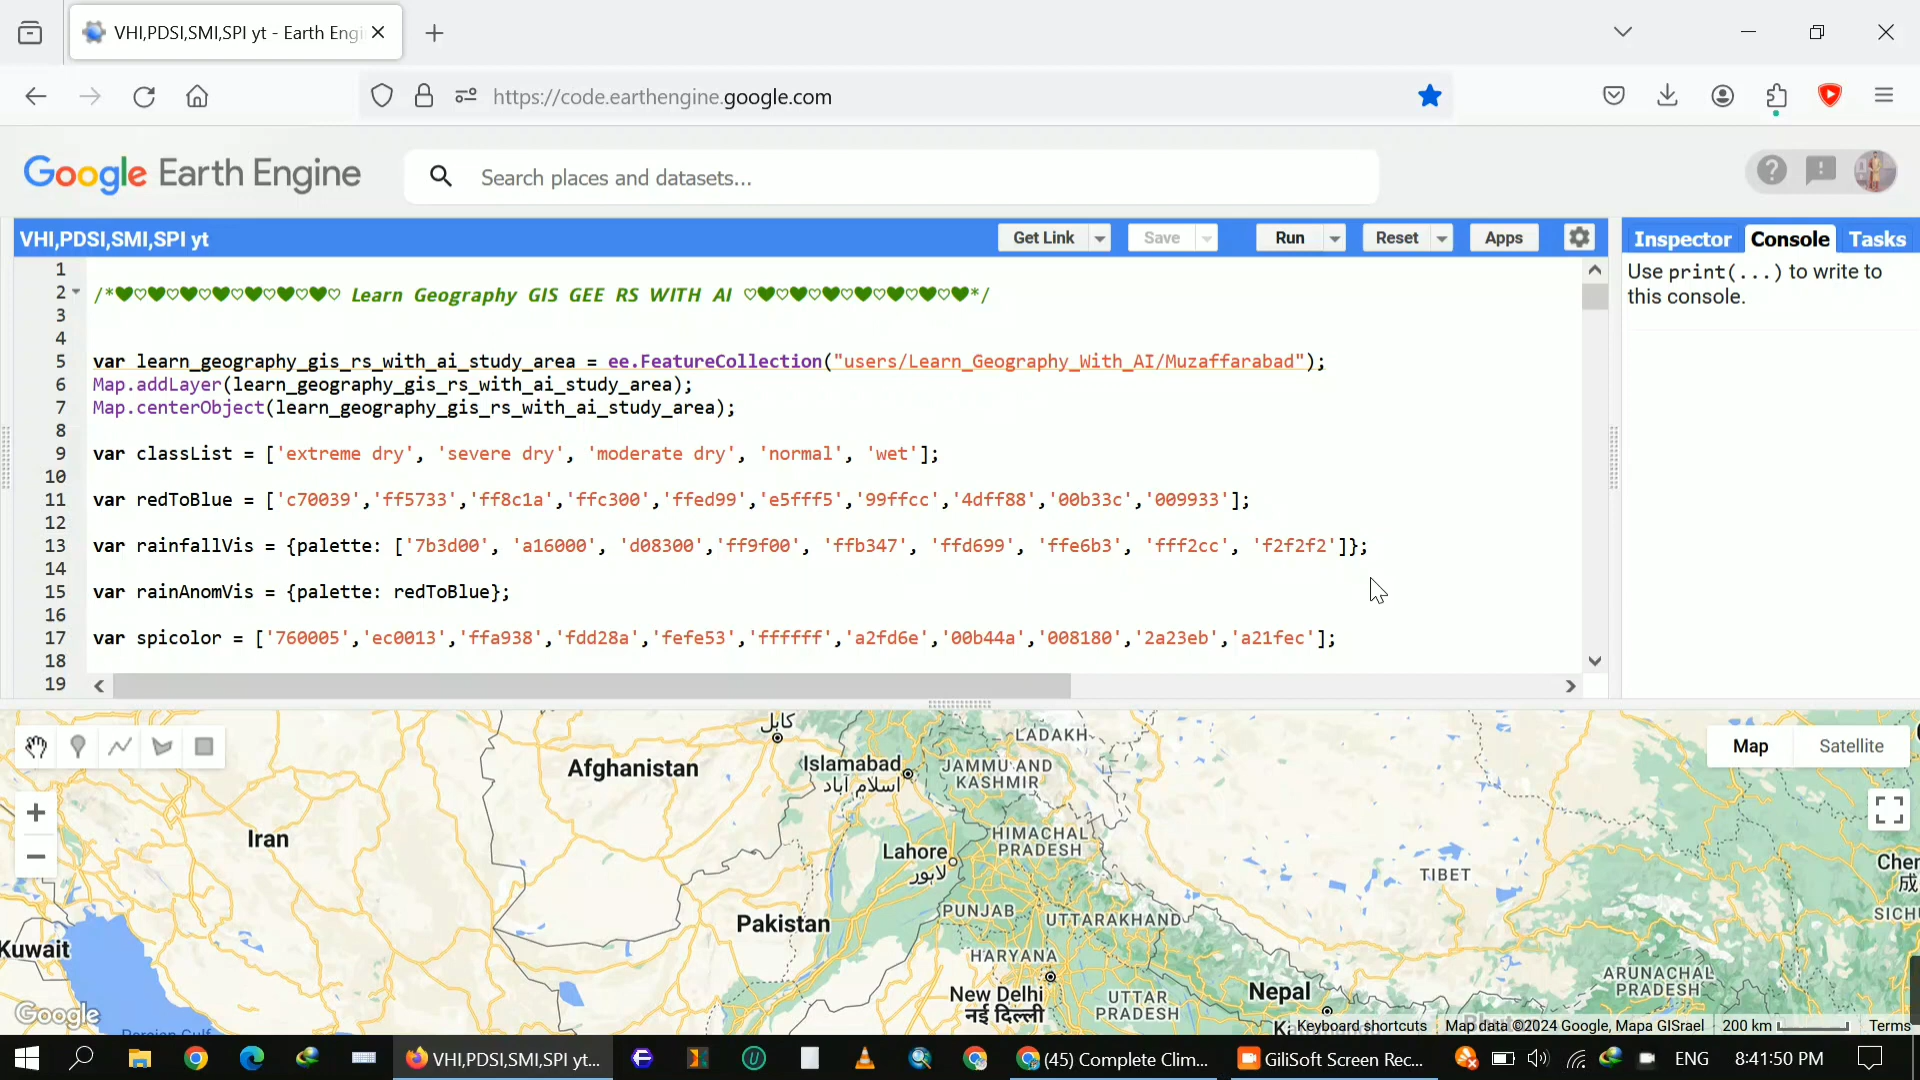 VHI,PDSI,SMI,SPI yt - Earth Engi
https://code.earthengine.google.com
Google Earth Engine
Search places and datasets...
VHI,PDSI,SMI,SPI yt
Get Link
Save
Run
Reset
Apps
Inspector
Console
Tasks
Use print(...) to write to
this console.
1
2 /*♥♡♥♡♥♡♥♡♥♡♥♡♥♡ Learn Geography GIS GEE RS WITH AI ♡♥♡♥♡♥♡♥♡♥♡♥♡♥*/
3
4
5 var learn_geography_gis_rs_with_ai_study_area = ee.FeatureCollection("users/Learn_Geography_With_AI/Muzaffarabad");
6 Map.addLayer(learn_geography_gis_rs_with_ai_study_area);
7 Map.centerObject(learn_geography_gis_rs_with_ai_study_area);
8
9 var classList = ['extreme dry', 'severe dry', 'moderate dry', 'normal', 'wet'];
10
11 var redToBlue = ['c70039','ff5733','ff8c1a','ffc300','ffed99','e5fff5','99ffcc','4dff88','00b33c','009933'];
12
13 var rainfallVis = {palette: ['7b3d00', 'a16000', 'd08300','ff9f00', 'ffb347', 'ffd699', 'ffe6b3', 'fff2cc', 'f2f2f2']};
14
15 var rainAnomVis = {palette: redToBlue};
16
17 var spicolor = ['760005','ec0013','ffa938','fdd28a','fefe53','ffffff','a2fd6e','00b44a','008180','2a23eb','a21fec'];
18
19
کابل
LADAKH
Afghanistan
Islamabad
اسلام آباد
JAMMU AND
KASHMIR
Map
Satellite
Iran
HIMACHAL
PRADESH
Lahore
لاہور
TIBET
Cher
成
PUNJAB
UTTARAKHAND
SICHU
Pakistan
Kuwait
HARYANA
ARUNACHAL
PRADESH
New Delhi
नई दिल्ली
UTTAR
PRADESH
Nepal
Google
Persian Gulf
Keyboard shortcuts
Map data ©2024 Google, Mapa GISrael
200 km
Terms
VHI,PDSI,SMI,SPI yt...
(45) Complete Clim...
GiliSoft Screen Rec...
ENG
8:41:50 PM